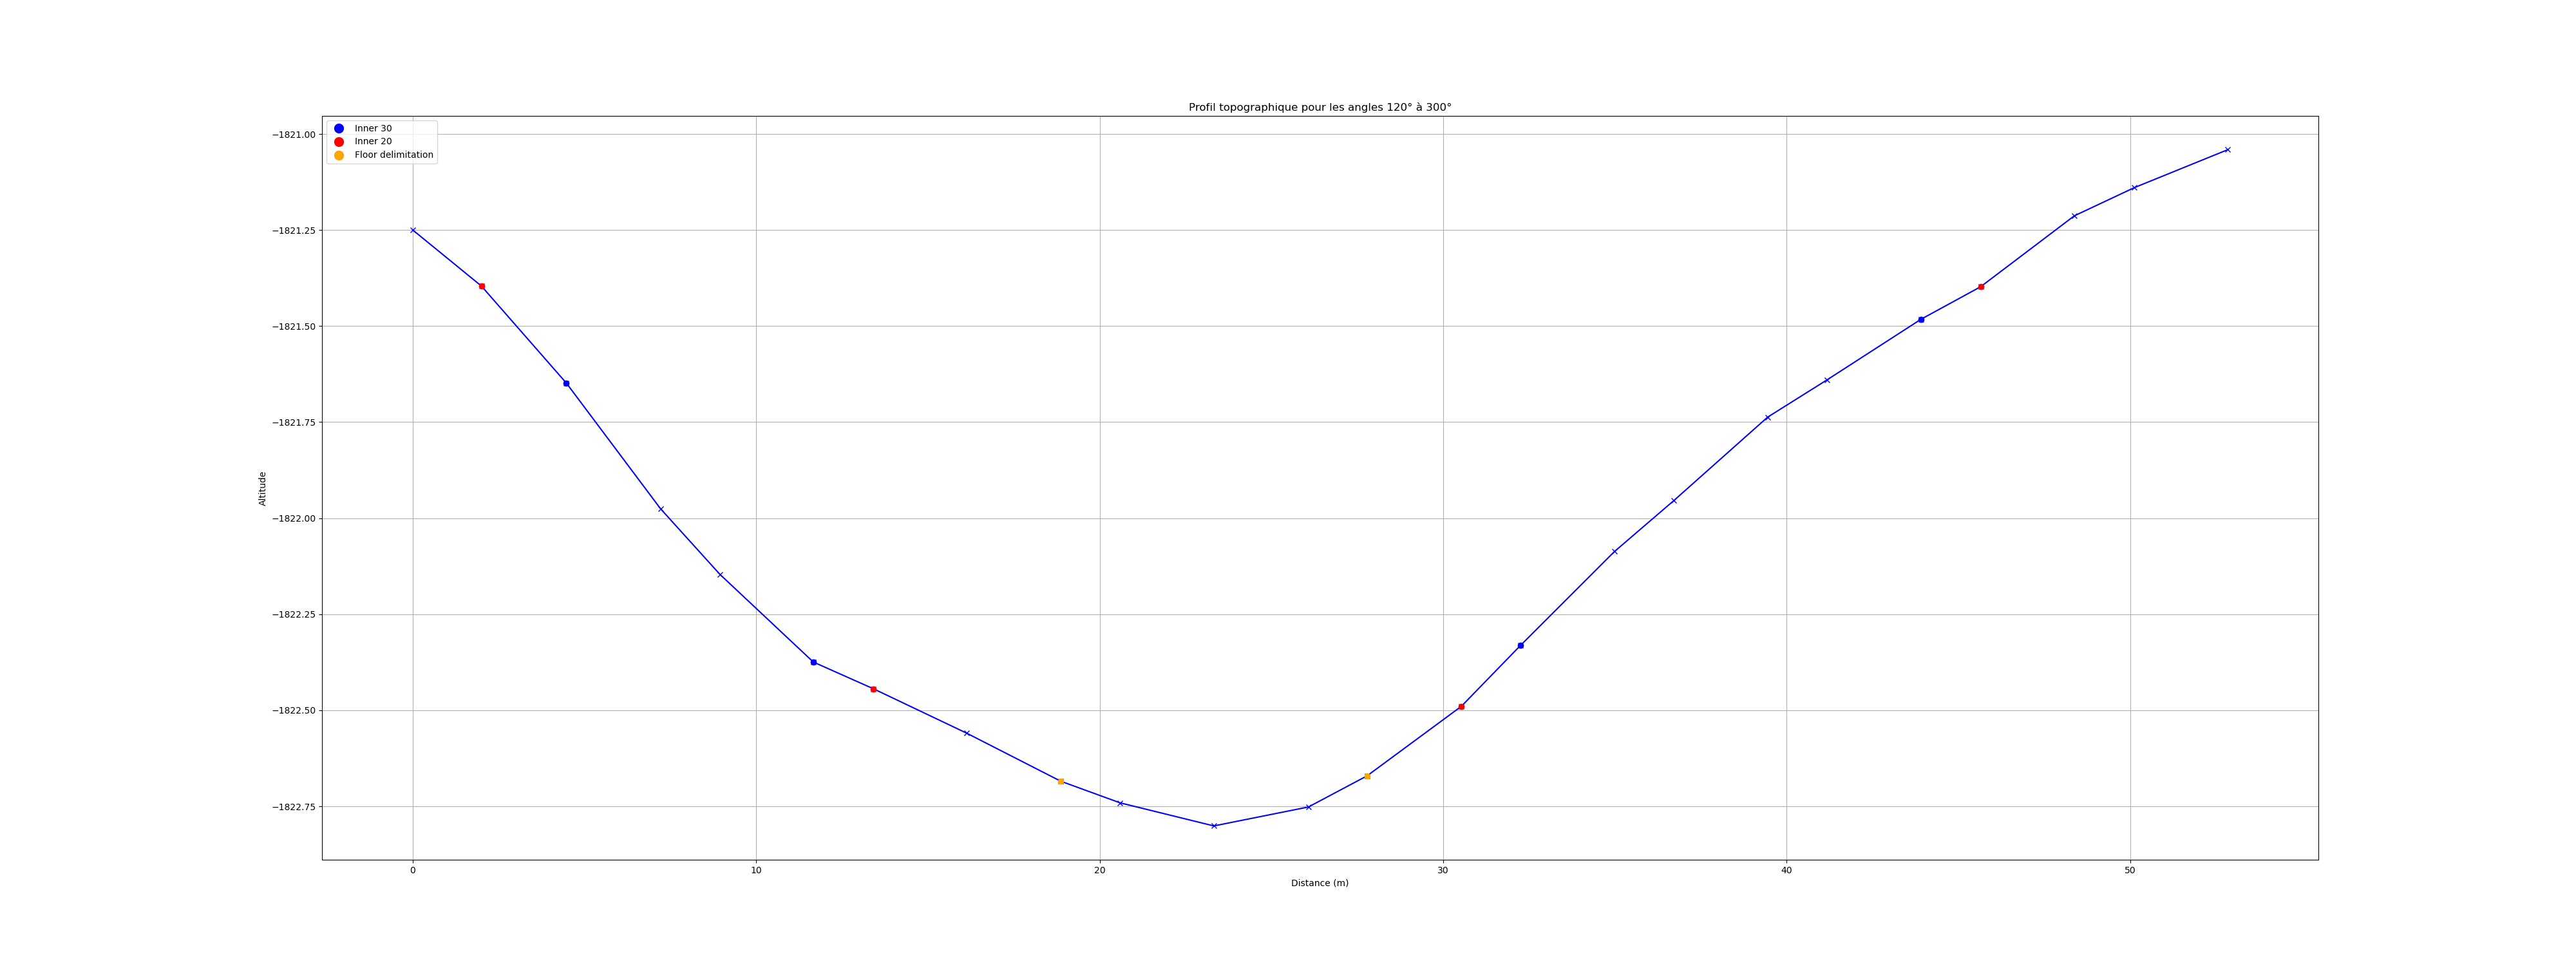 Profil topographique pour les angles 120° à 300°
Inner 30
Inner 20
Floor delimitation
−1821.00
−1821.25
−1821.50
−1821.75
−1822.00
−1822.25
−1822.50
−1822.75
Altitude
0 10 20 30 40 50
Distance (m)